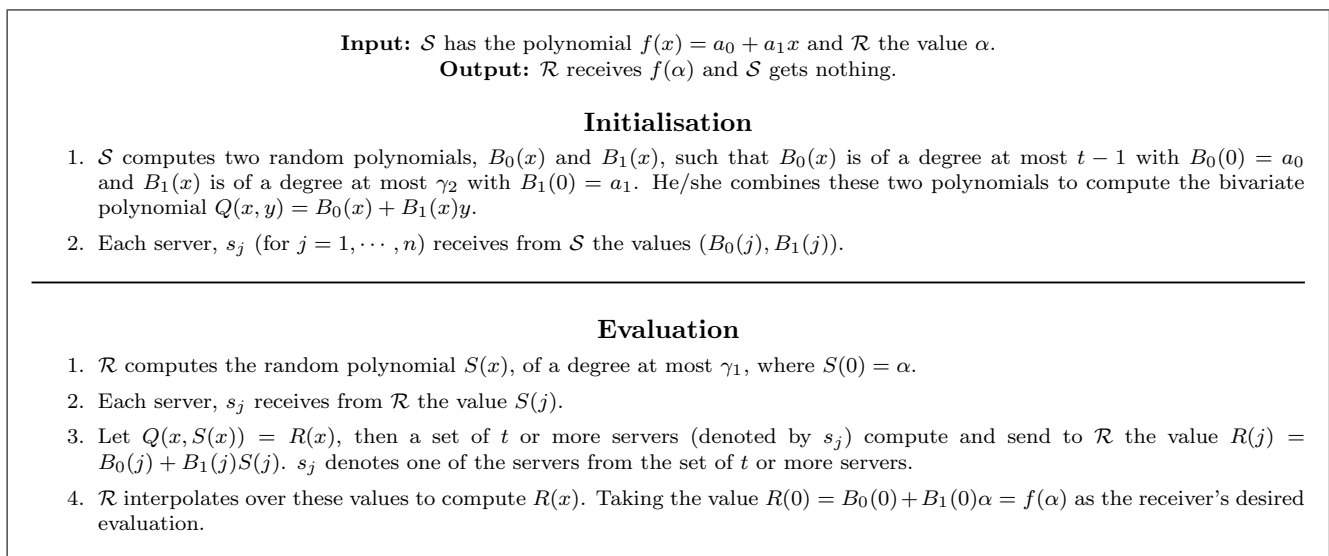 Input: 𝒮 has the polynomial f(x) = a₀ + a₁x and ℛ the value α.
Output: ℛ receives f(α) and 𝒮 gets nothing.
Initialisation
1. 𝒮 computes two random polynomials, B₀(x) and B₁(x), such that B₀(x) is of a degree at most t − 1 with B₀(0) = a₀
and B₁(x) is of a degree at most γ₂ with B₁(0) = a₁. He/she combines these two polynomials to compute the bivariate
polynomial Q(x, y) = B₀(x) + B₁(x)y.
2. Each server, sⱼ (for j = 1, ⋯ , n) receives from 𝒮 the values (B₀(j), B₁(j)).
Evaluation
1. ℛ computes the random polynomial S(x), of a degree at most γ₁, where S(0) = α.
2. Each server, sⱼ receives from ℛ the value S(j).
3. Let Q(x, S(x)) = R(x), then a set of t or more servers (denoted by sⱼ) compute and send to ℛ the value R(j) =
B₀(j) + B₁(j)S(j). sⱼ denotes one of the servers from the set of t or more servers.
4. ℛ interpolates over these values to compute R(x). Taking the value R(0) = B₀(0)+B₁(0)α = f(α) as the receiver's desired
evaluation.